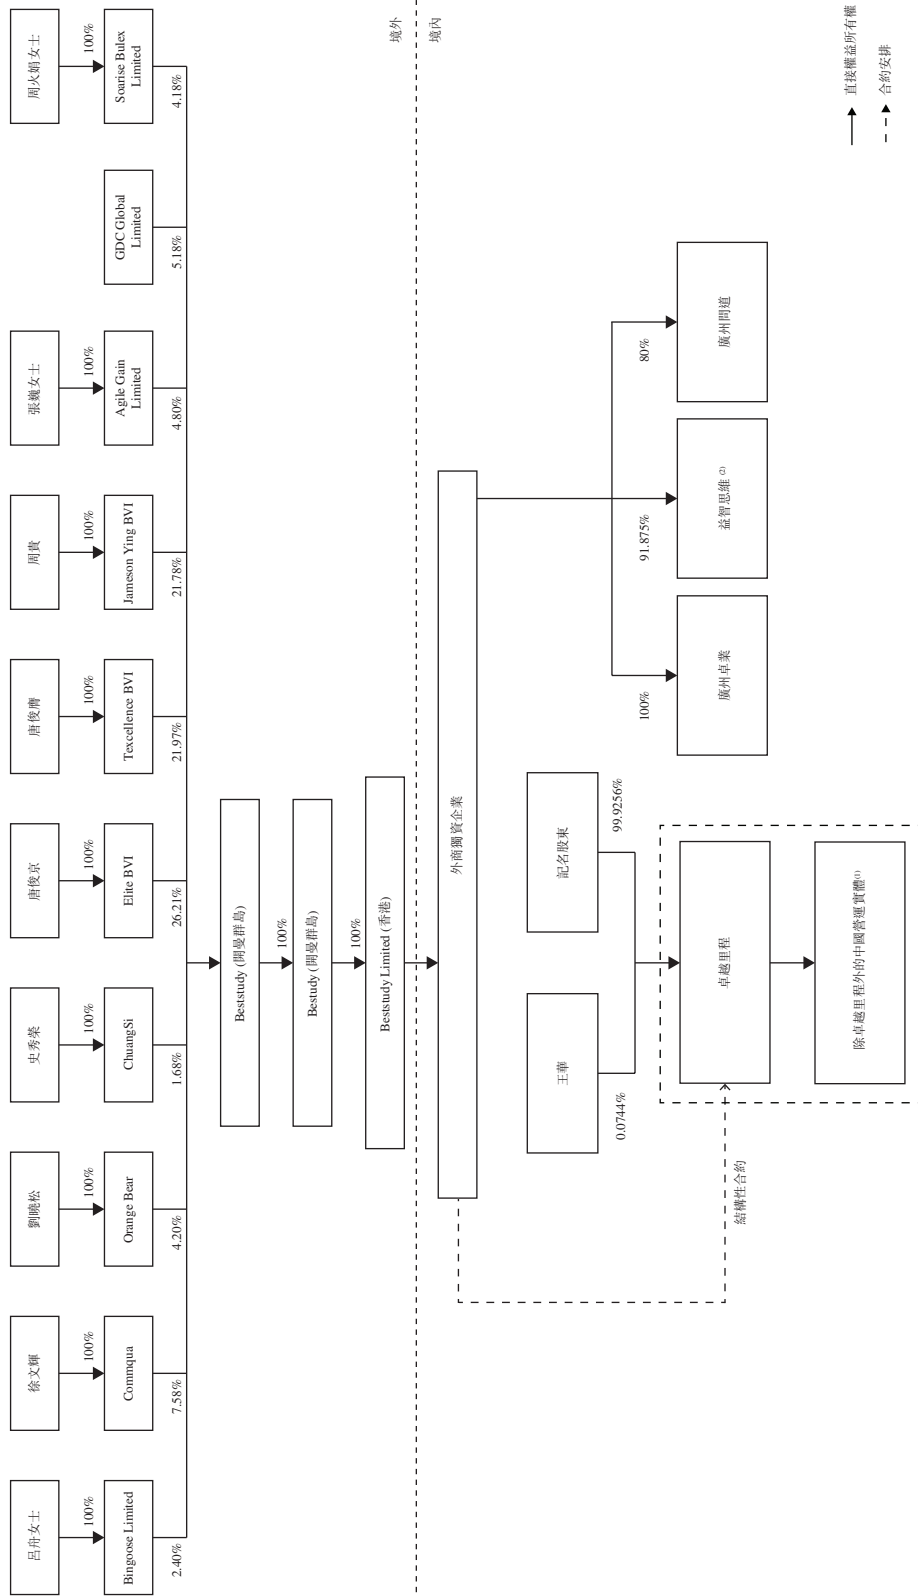 呂舟女士
徐文輝
劉曉松
史秀榮
唐俊京
唐俊膺
周貴
張巍女士
周火娟女士
100%
100%
100%
100%
100%
100%
100%
100%
100%
Bingoose Limited
Commqua
Orange Bear
ChuangSi
Elite BVI
Texcellence BVI
Jameson Ying BVI
Agile Gain
Limited
GDC Global
Limited
Soarise Bulex
Limited
2.40%
7.58%
4.20%
1.68%
26.21%
21.97%
21.78%
4.80%
5.18%
4.18%
Beststudy (開曼群島)
100%
Bestudy (開曼群島)
100%
Beststudy Limited (香港)
境外
境內
外商獨資企業
王華
記名股東
0.0744%
99.9256%
100%
91.875%
80%
廣州卓業
益智思維 (2)
廣州問道
卓越里程
結構性合約
除卓越里程外的中國營運實體(1)
直接權益所有權
合約安排